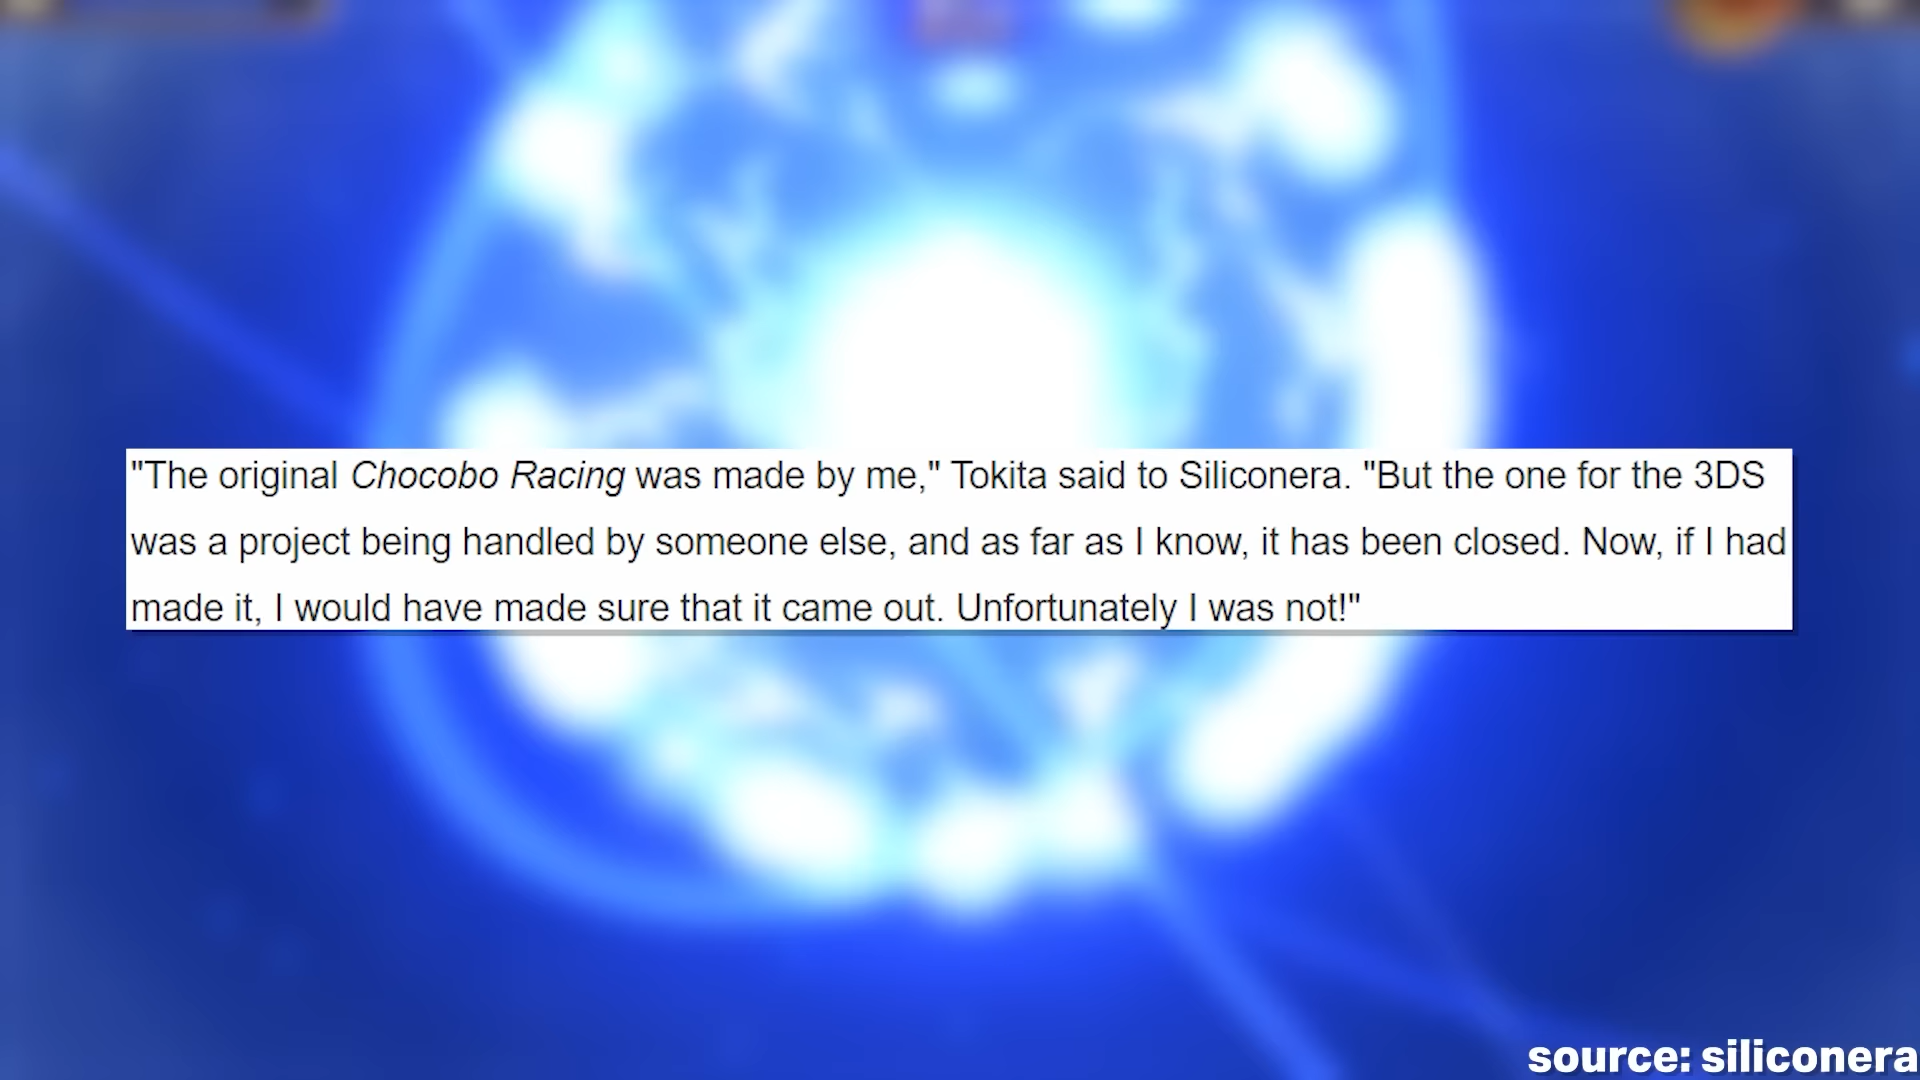 "The original Chocobo Racing was made by me," Tokita said to Siliconera. "But the one for the 3DS
was a project being handled by someone else, and as far as I know, it has been closed. Now, if I had
made it, I would have made sure that it came out. Unfortunately I was not!"
source: siliconera